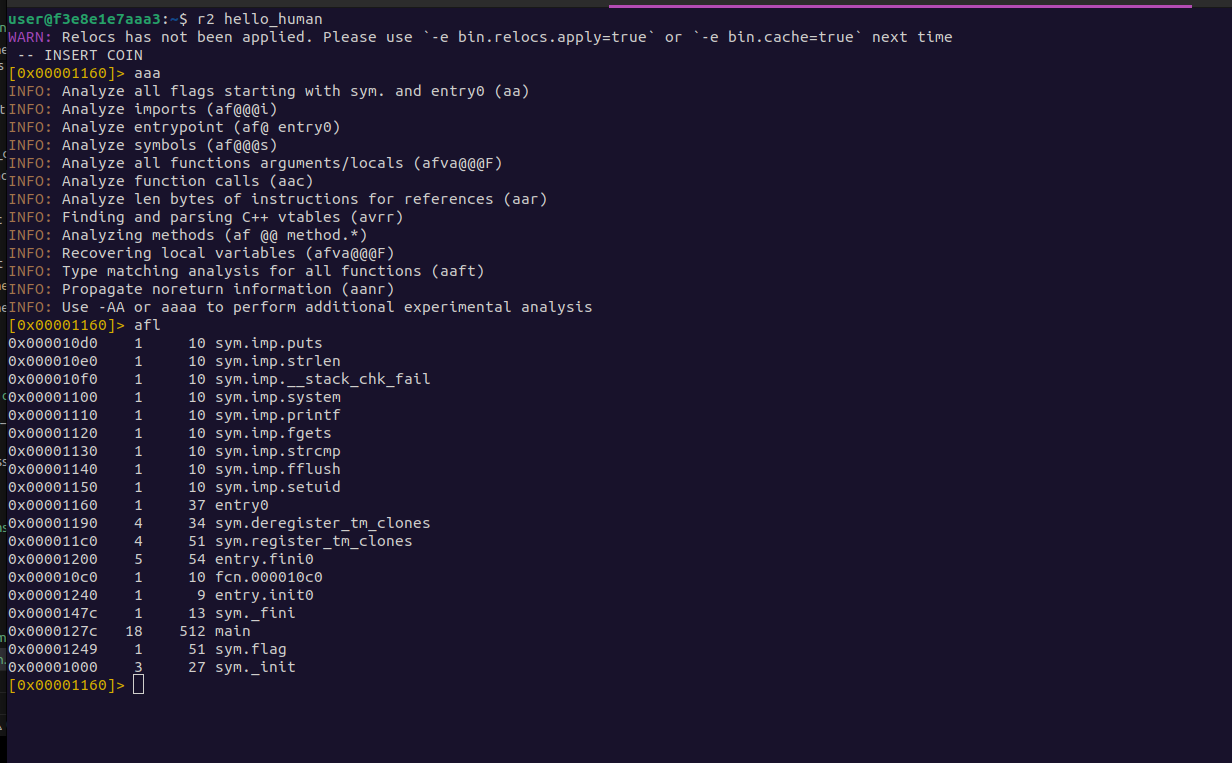 user@f3e8e1e7aaa3:~$ r2 hello_human
WARN: Relocs has not been applied. Please use `-e bin.relocs.apply=true` or `-e bin.cache=true` next time
 -- INSERT COIN
[0x00001160]> aaa
INFO: Analyze all flags starting with sym. and entry0 (aa)
INFO: Analyze imports (af@@@i)
INFO: Analyze entrypoint (af@ entry0)
INFO: Analyze symbols (af@@@s)
INFO: Analyze all functions arguments/locals (afva@@@F)
INFO: Analyze function calls (aac)
INFO: Analyze len bytes of instructions for references (aar)
INFO: Finding and parsing C++ vtables (avrr)
INFO: Analyzing methods (af @@ method.*)
INFO: Recovering local variables (afva@@@F)
INFO: Type matching analysis for all functions (aaft)
INFO: Propagate noreturn information (aanr)
INFO: Use -AA or aaaa to perform additional experimental analysis
[0x00001160]> afl
0x000010d0    1     10 sym.imp.puts
0x000010e0    1     10 sym.imp.strlen
0x000010f0    1     10 sym.imp.__stack_chk_fail
0x00001100    1     10 sym.imp.system
0x00001110    1     10 sym.imp.printf
0x00001120    1     10 sym.imp.fgets
0x00001130    1     10 sym.imp.strcmp
0x00001140    1     10 sym.imp.fflush
0x00001150    1     10 sym.imp.setuid
0x00001160    1     37 entry0
0x00001190    4     34 sym.deregister_tm_clones
0x000011c0    4     51 sym.register_tm_clones
0x00001200    5     54 entry.fini0
0x000010c0    1     10 fcn.000010c0
0x00001240    1      9 entry.init0
0x0000147c    1     13 sym._fini
0x0000127c   18    512 main
0x00001249    1     51 sym.flag
0x00001000    3     27 sym._init
[0x00001160]>